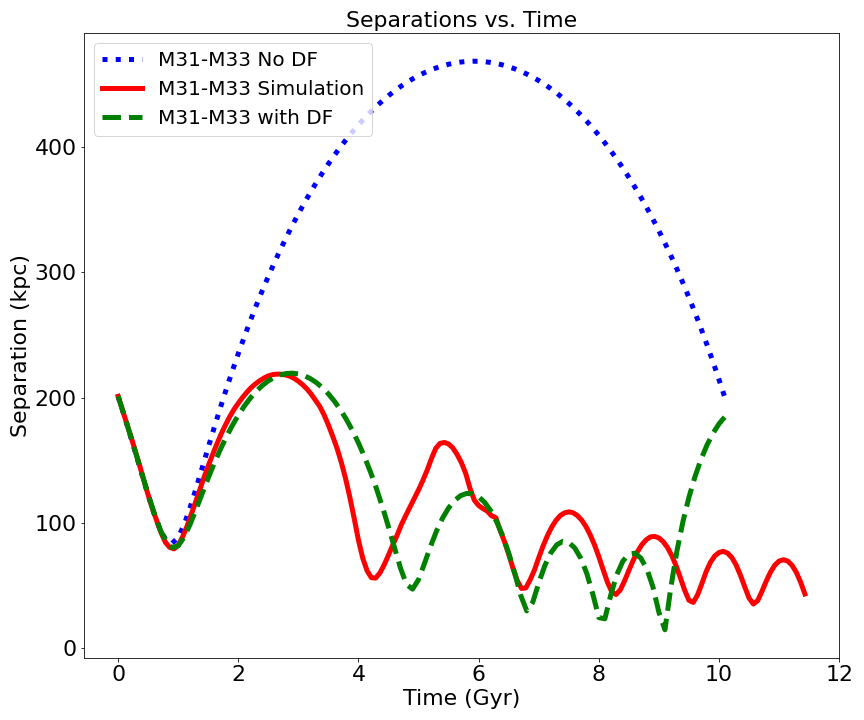 Separations vs. Time
M31-M33 No DF
M31-M33 Simulation
M31-M33 with DF
Separation (kpc)
400
300
200
100
0
0 2 4 6 8 10 12
Time (Gyr)